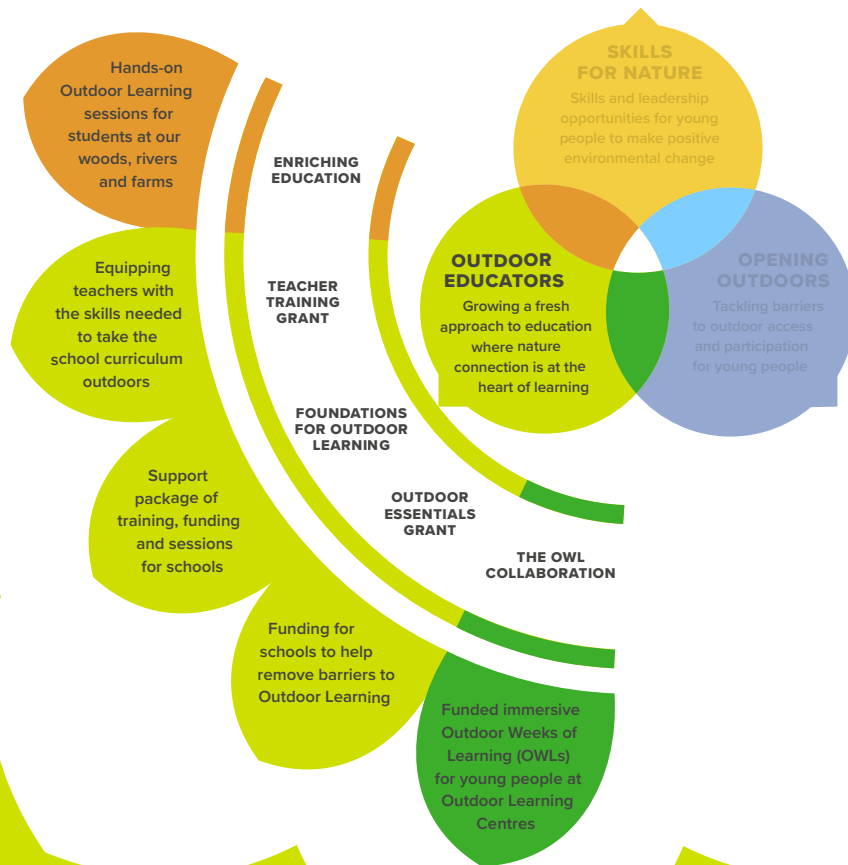 Hands-on
Outdoor Learning
sessions for
students at our
woods, rivers
and farms
ENRICHING
EDUCATION
SKILLS
FOR NATURE
Skills and leadership
opportunities for young
people to make positive
environmental change
Equipping
teachers with
the skills needed
to take the
school curriculum
outdoors
TEACHER
TRAINING
GRANT
OUTDOOR
EDUCATORS
Growing a fresh
approach to education
where nature
connection is at the
heart of learning
OPENING
OUTDOORS
Tackling barriers
to outdoor access
and participation
for young people
Support
package of
training, funding
and sessions
for schools
FOUNDATIONS
FOR OUTDOOR
LEARNING
Funding for
schools to help
remove barriers to
Outdoor Learning
OUTDOOR
ESSENTIALS
GRANT
Funded immersive
Outdoor Weeks of
Learning (OWLs)
for young people at
Outdoor Learning
Centres
THE OWL
COLLABORATION